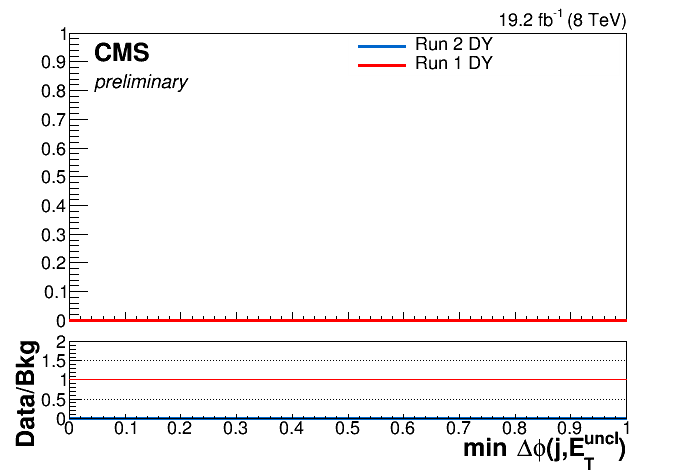 19.2 fb⁻¹ (8 TeV)
CMS
preliminary
Run 2 DY
Run 1 DY
1
0.9
0.8
0.7
0.6
0.5
0.4
0.3
0.2
0.1
0
Data/Bkg
2
1.5
1
0.5
0
0 0.1 0.2 0.3 0.4 0.5 0.6 0.7 0.8 0.9 1
min Δϕ(j,E_T^uncl)